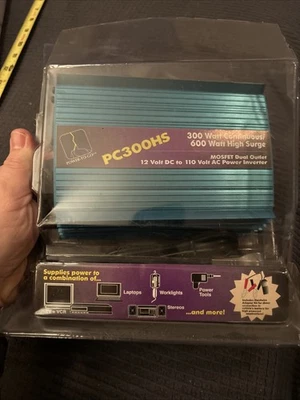 PC300HS
300 Watt Continuous/
600 Watt High Surge
MOSFET Dual Outlet
12 Volt DC to 110 Volt AC Power Inverter
Supplies power to
a combination of...
Laptops
Worklights
Power
Tools
VCR
Stereos
...and more!